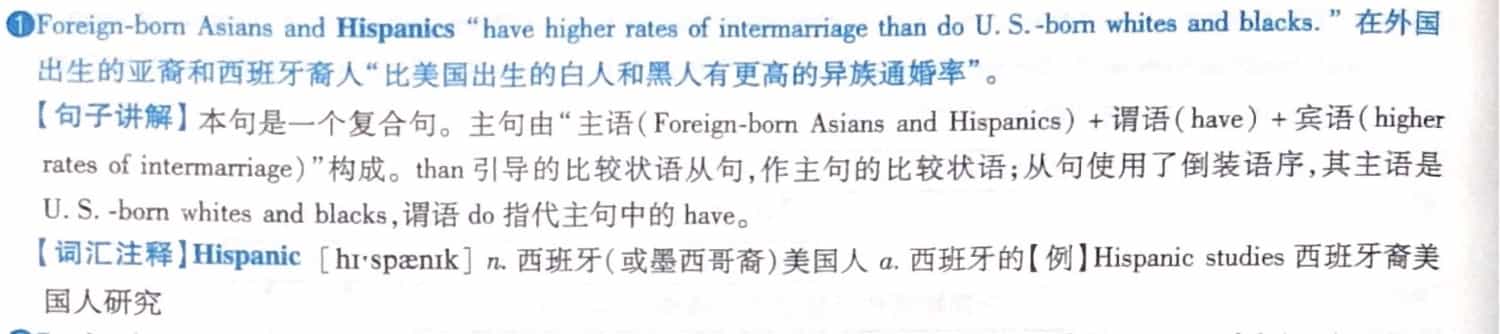 ①Foreign-born Asians and Hispanics “have higher rates of intermarriage than do U. S. -born whites and blacks.” 在外国
出生的亚裔和西班牙裔人“比美国出生的白人和黑人有更高的异族通婚率”。
【句子讲解】本句是一个复合句。主句由“主语(Foreign-born Asians and Hispanics) + 谓语(have) + 宾语(higher
rates of intermarriage)”构成。than 引导的比较状语从句,作主句的比较状语;从句使用了倒装语序,其主语是
U. S. -born whites and blacks,谓语 do 指代主句中的 have。
【词汇注释】Hispanic [hɪˈspænɪk] n. 西班牙(或墨西哥裔)美国人 a. 西班牙的【例】Hispanic studies 西班牙裔美
国人研究